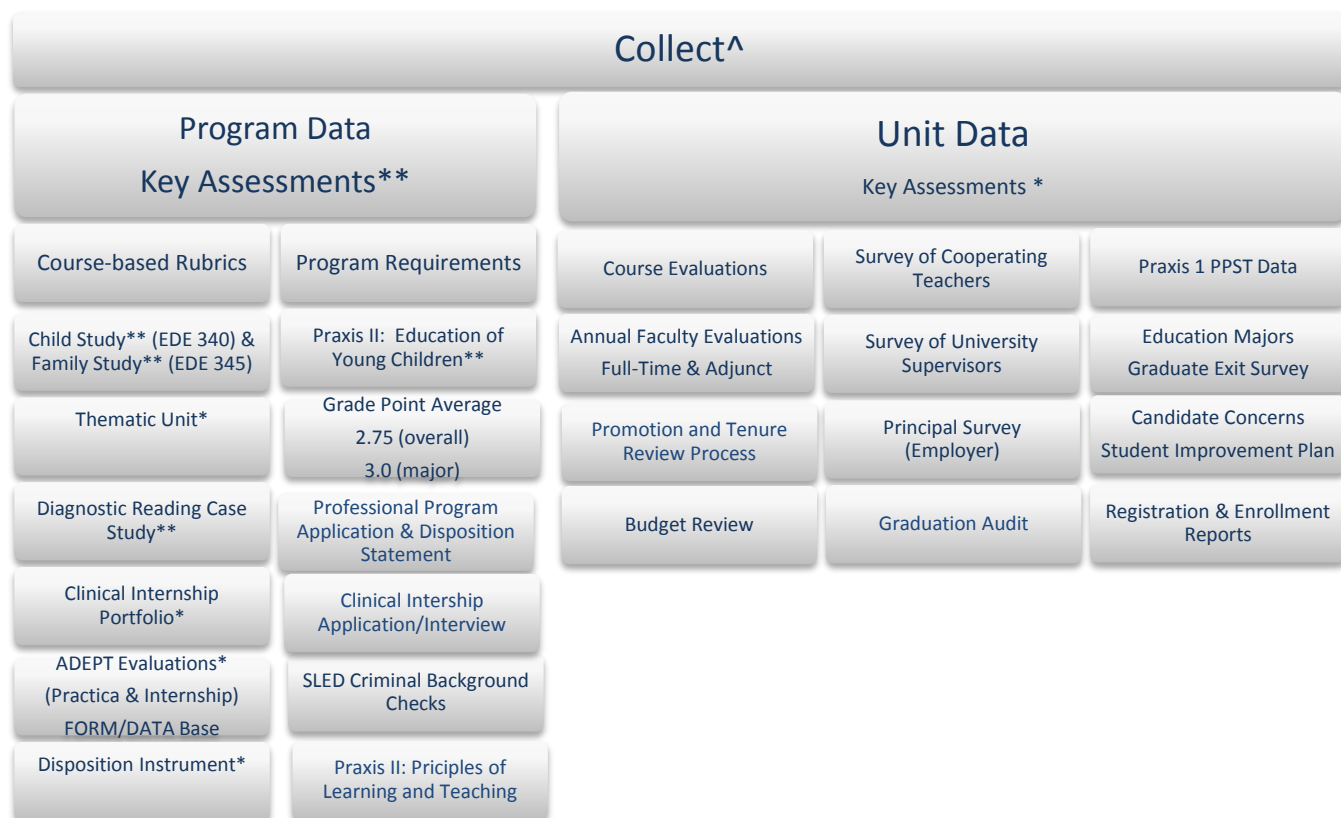 Collect^
Program Data
Key Assessments**
Unit Data
Key Assessments *
Course-based Rubrics
Child Study** (EDE 340) &
Family Study** (EDE 345)
Thematic Unit*
Diagnostic Reading Case
Study**
Clinical Internship
Portfolio*
ADEPT Evaluations*
(Practica & Internship)
FORM/DATA Base
Disposition Instrument*
Program Requirements
Praxis II:  Education of
Young Children**
Grade Point Average
2.75 (overall)
3.0 (major)
Professional Program
Application & Disposition
Statement
Clinical Intership
Application/Interview
SLED Criminal Background
Checks
Praxis II: Priciples of
Learning and Teaching
Course Evaluations
Annual Faculty Evaluations
Full-Time & Adjunct
Promotion and Tenure
Review Process
Budget Review
Survey of Cooperating
Teachers
Survey of University
Supervisors
Principal Survey
(Employer)
Graduation Audit
Praxis 1 PPST Data
Education Majors
Graduate Exit Survey
Candidate Concerns
Student Improvement Plan
Registration & Enrollment
Reports